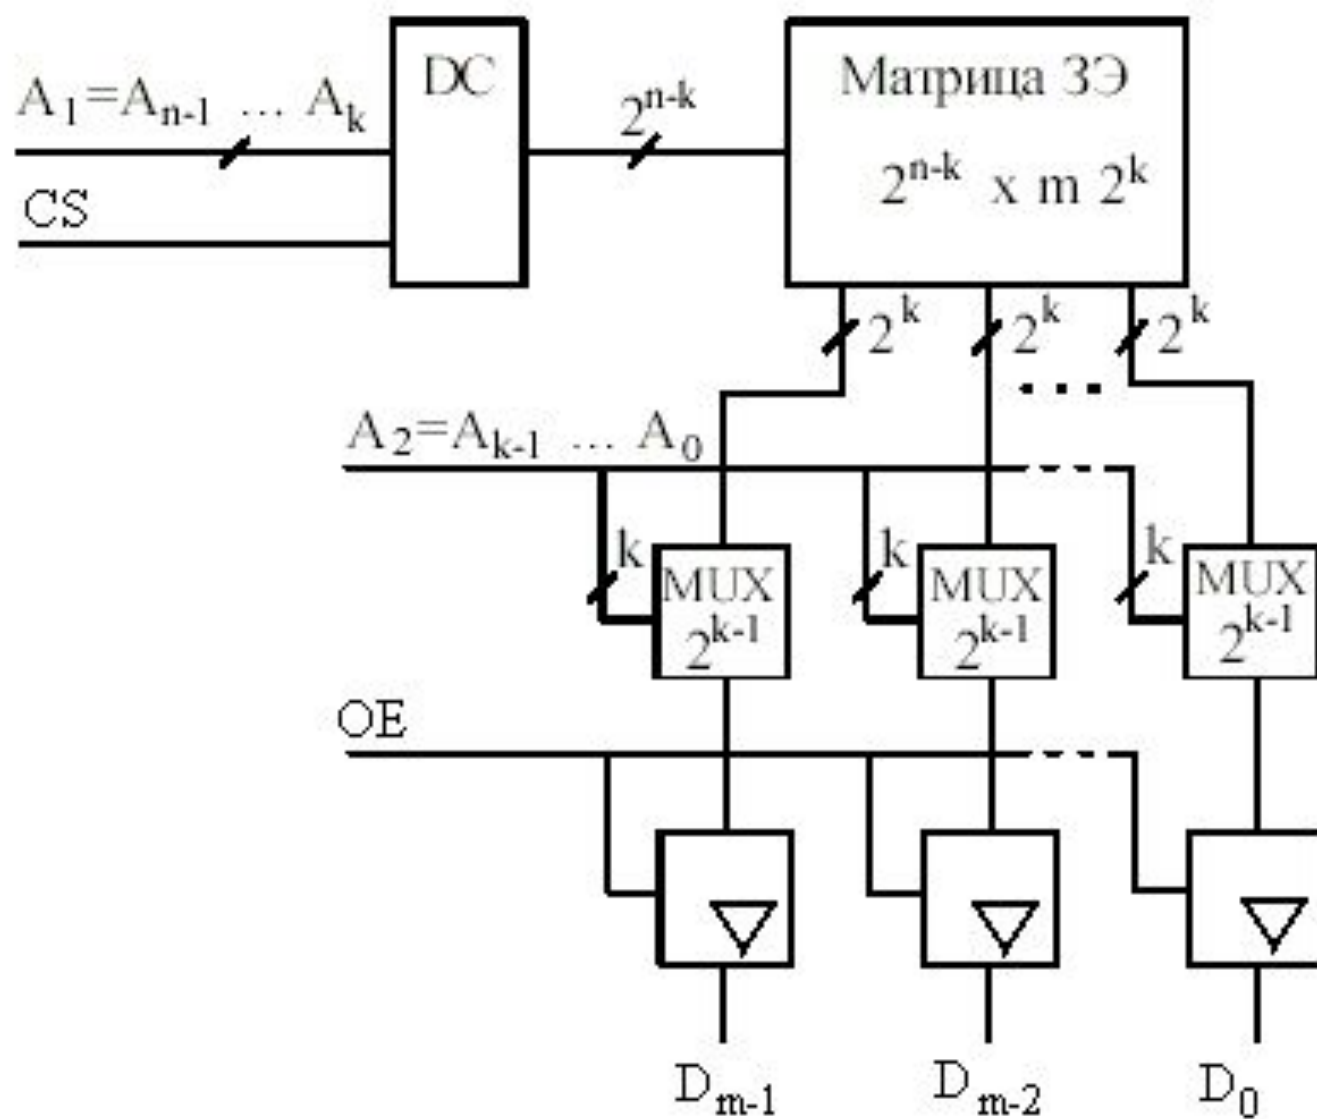 DC
Матрица ЗЭ
A₁=Aₙ₋₁ ... Aₖ
2ⁿ⁻ᵏ
2ⁿ⁻ᵏ x m 2ᵏ
CS
2ᵏ 2ᵏ 2ᵏ
...
A₂=Aₖ₋₁ ... A₀
k k k
MUX MUX MUX
2ᵏ⁻¹ 2ᵏ⁻¹ 2ᵏ⁻¹
OE
Dₘ₋₁ Dₘ₋₂ D₀